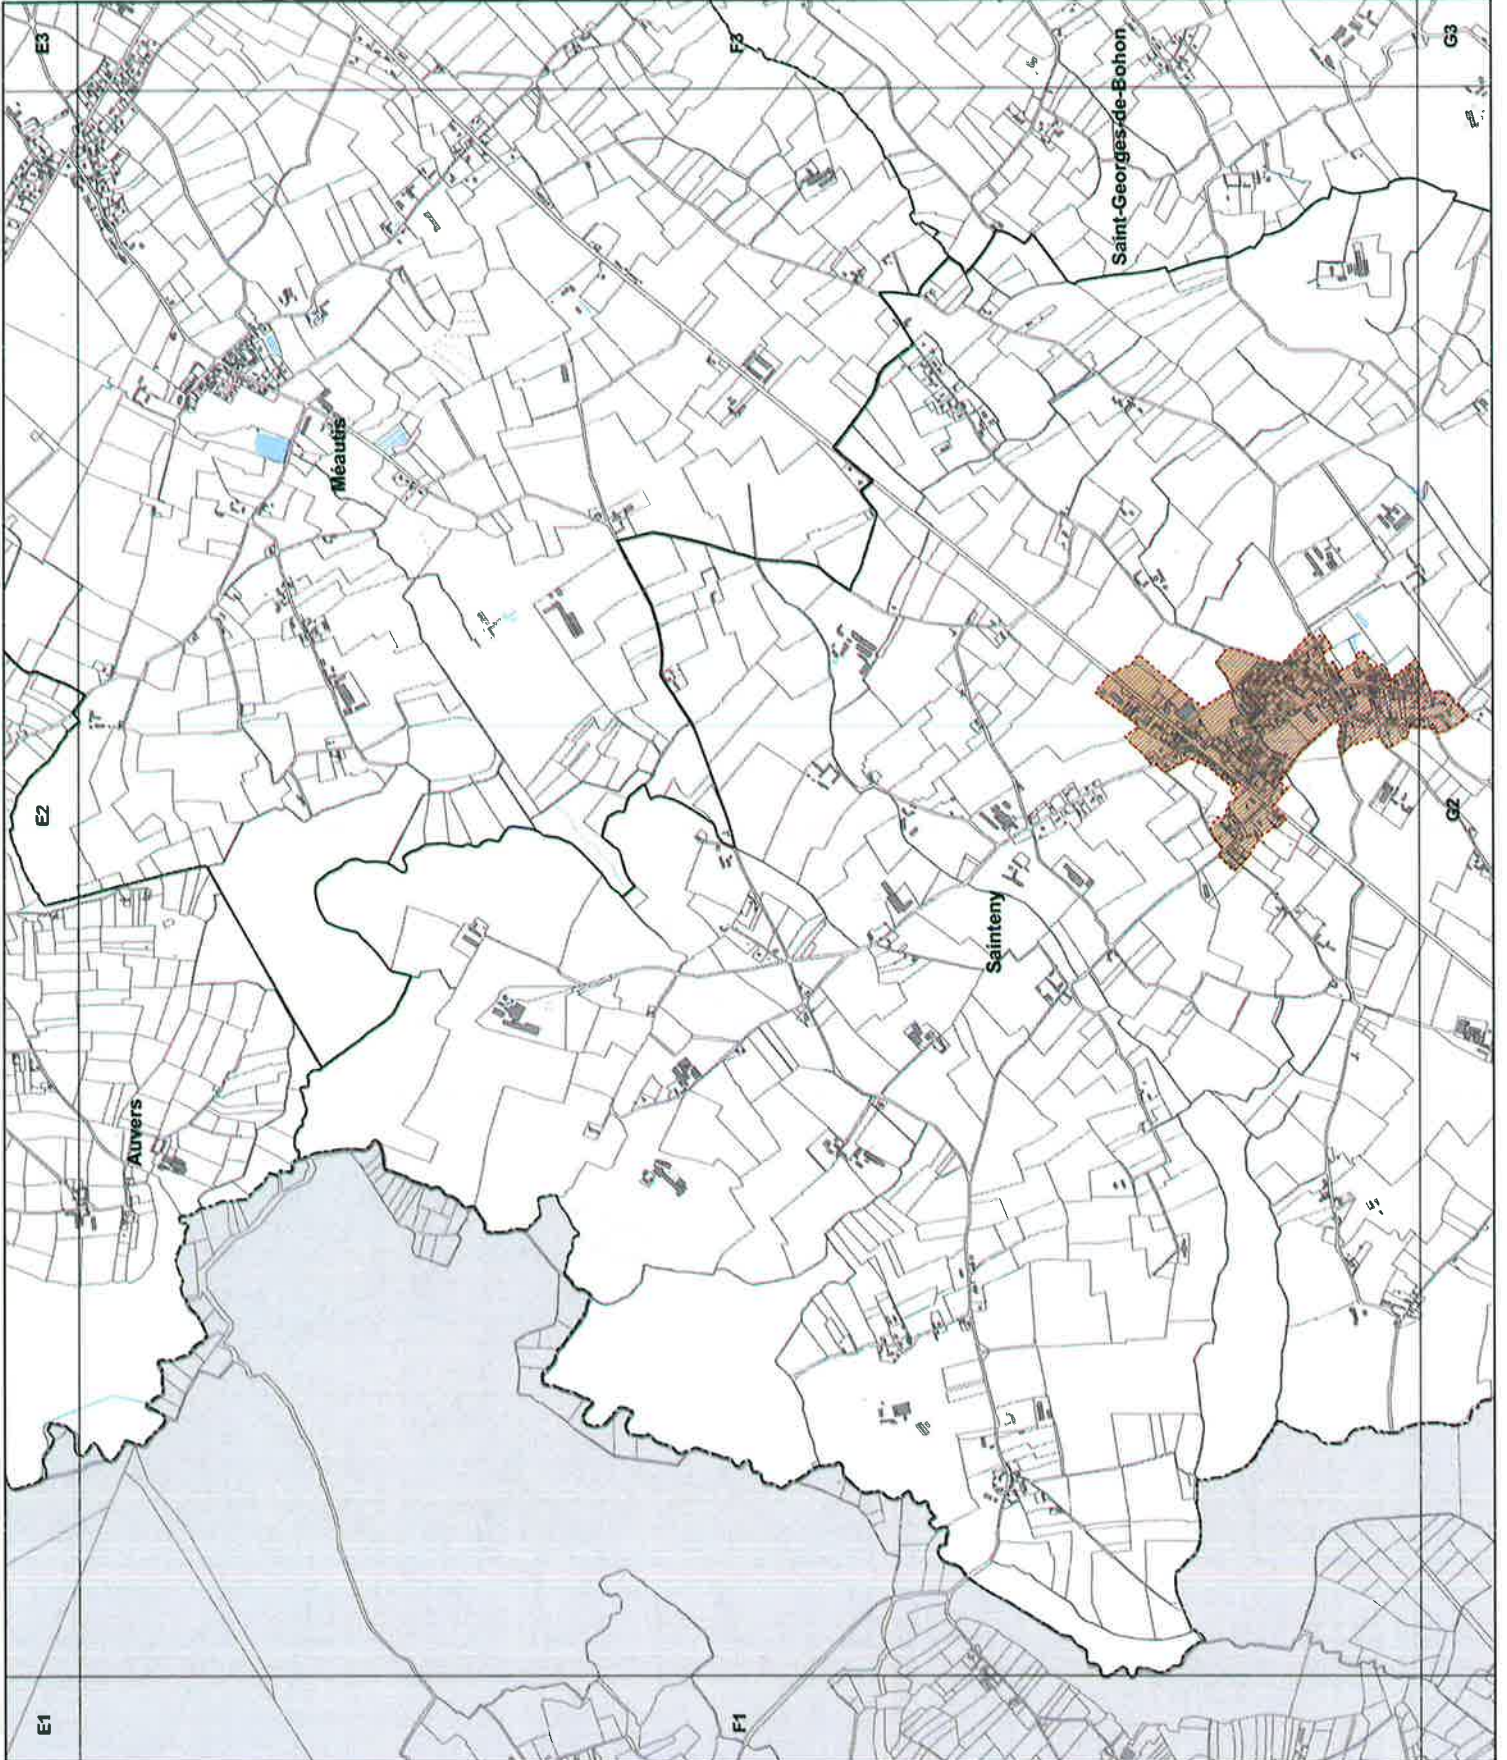 E1
E2
E3
Auvers
Méautis
F1
F3
Sainteny
Saint-Georges-de-Bohon
G2
G3